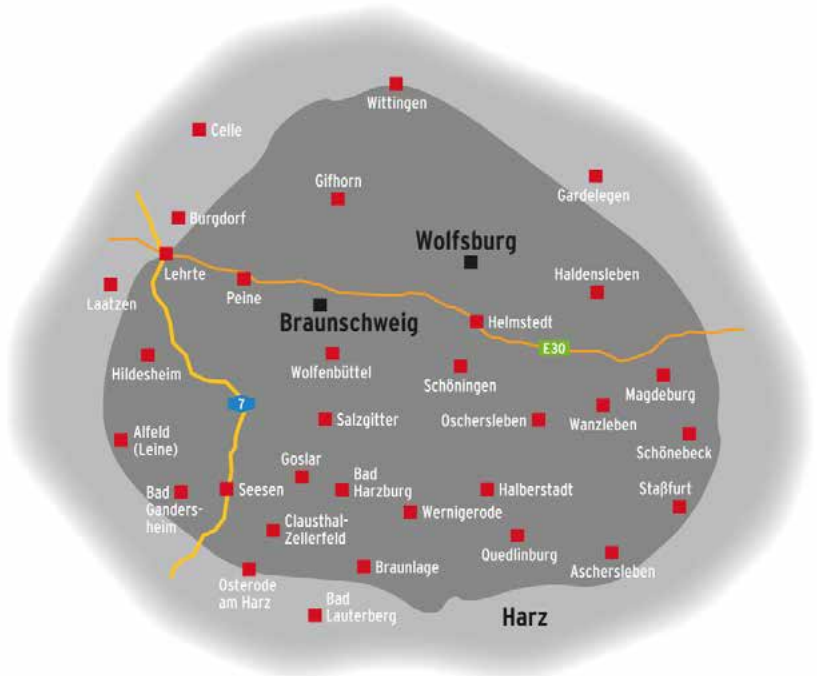 Wittingen
Celle
Gifhorn
Gardelegen
Burgdorf
Wolfsburg
Lehrte
Haldensleben
Laatzen
Peine
Braunschweig
Helmstedt
E30
Hildesheim
Wolfenbüttel
Schöningen
Magdeburg
7
Salzgitter
Oschersleben
Wanzleben
Alfeld
(Leine)
Schönebeck
Goslar
Bad
Harzburg
Seesen
Halberstadt
Staßfurt
Bad
Ganders-
heim
Wernigerode
Clausthal-
Zellerfeld
Quedlinburg
Aschersleben
Braunlage
Osterode
am Harz
Bad
Lauterberg
Harz